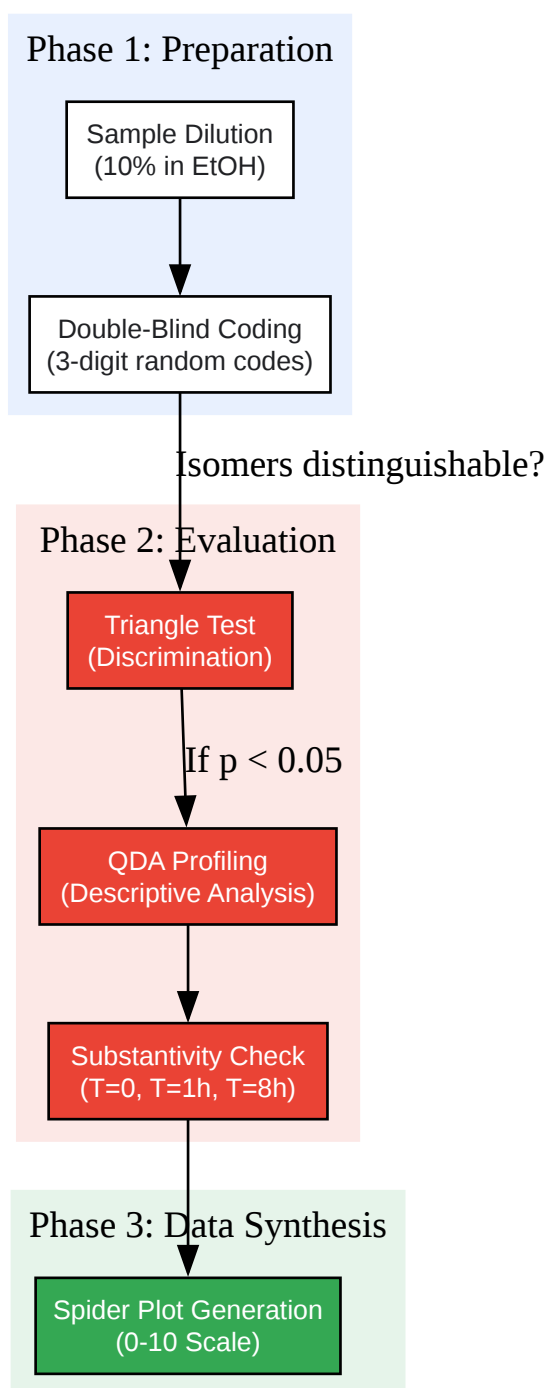 Phase 1: Preparation
Sample Dilution
(10% in EtOH)
Double-Blind Coding
(3-digit random codes)
Isomers distinguishable?
Phase 2: Evaluation
Triangle Test
(Discrimination)
If p < 0.05
QDA Profiling
(Descriptive Analysis)
Substantivity Check
(T=0, T=1h, T=8h)
Phase 3: Data Synthesis
Spider Plot Generation
(0-10 Scale)